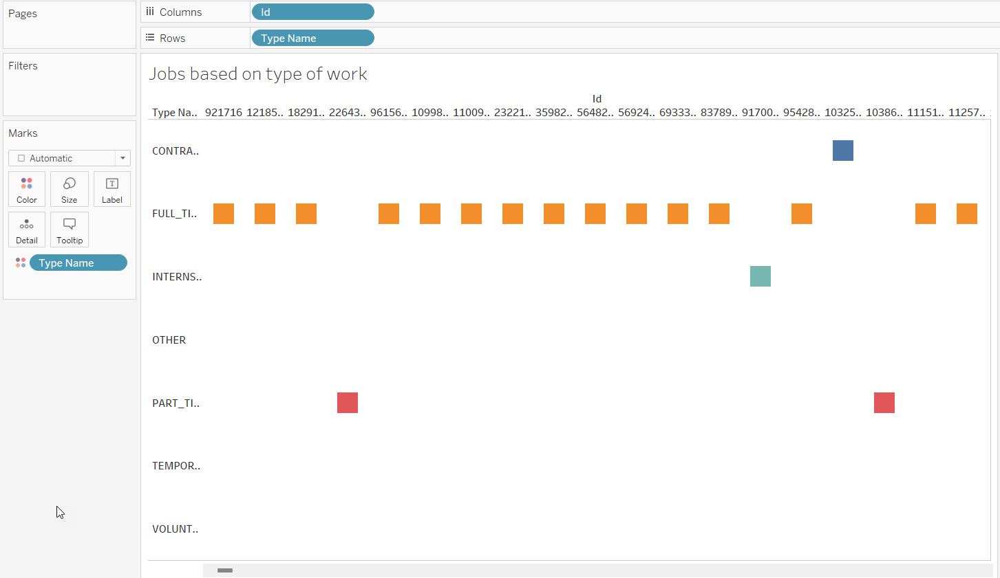 Pages
Columns
Id
Rows
Type Name
Filters
Marks
Automatic
Color
Size
Label
Detail
Tooltip
Type Name
Jobs based on type of work
Id
Type Na.. 921716 12185.. 18291.. 22643.. 96156.. 10998.. 11009.. 23221.. 35982.. 56482.. 56924.. 69333.. 83789.. 91700.. 95428.. 10325.. 10386.. 11151.. 11257..
CONTRA..
FULL_TI..
INTERNS..
OTHER
PART_TI..
TEMPOR..
VOLUNT..